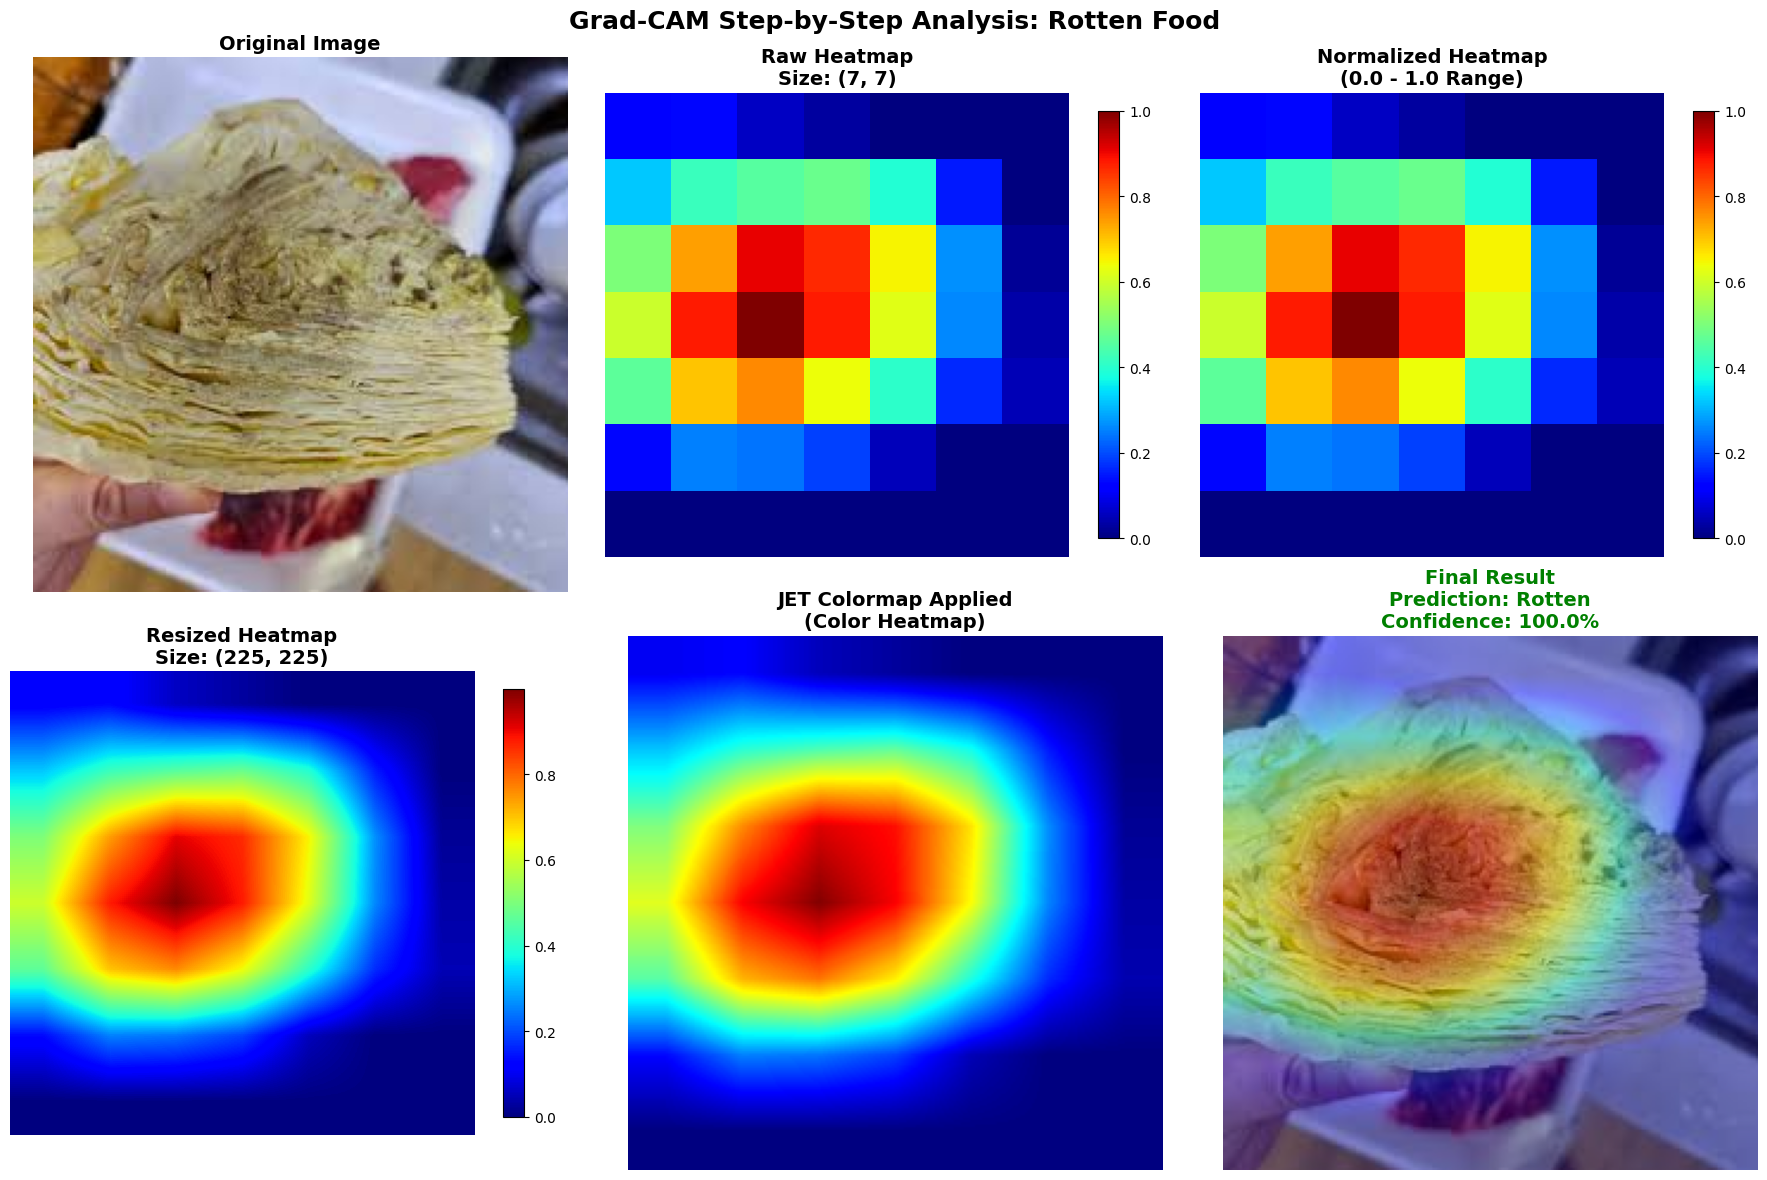 Grad-CAM Step-by-Step Analysis: Rotten Food
Original Image
Raw Heatmap
Size: (7, 7)
1.0
0.8
0.6
0.4
0.2
0.0
Normalized Heatmap
(0.0 - 1.0 Range)
1.0
0.8
0.6
0.4
0.2
0.0
Resized Heatmap
Size: (225, 225)
0.8
0.6
0.4
0.2
0.0
JET Colormap Applied
(Color Heatmap)
Final Result
Prediction: Rotten
Confidence: 100.0%